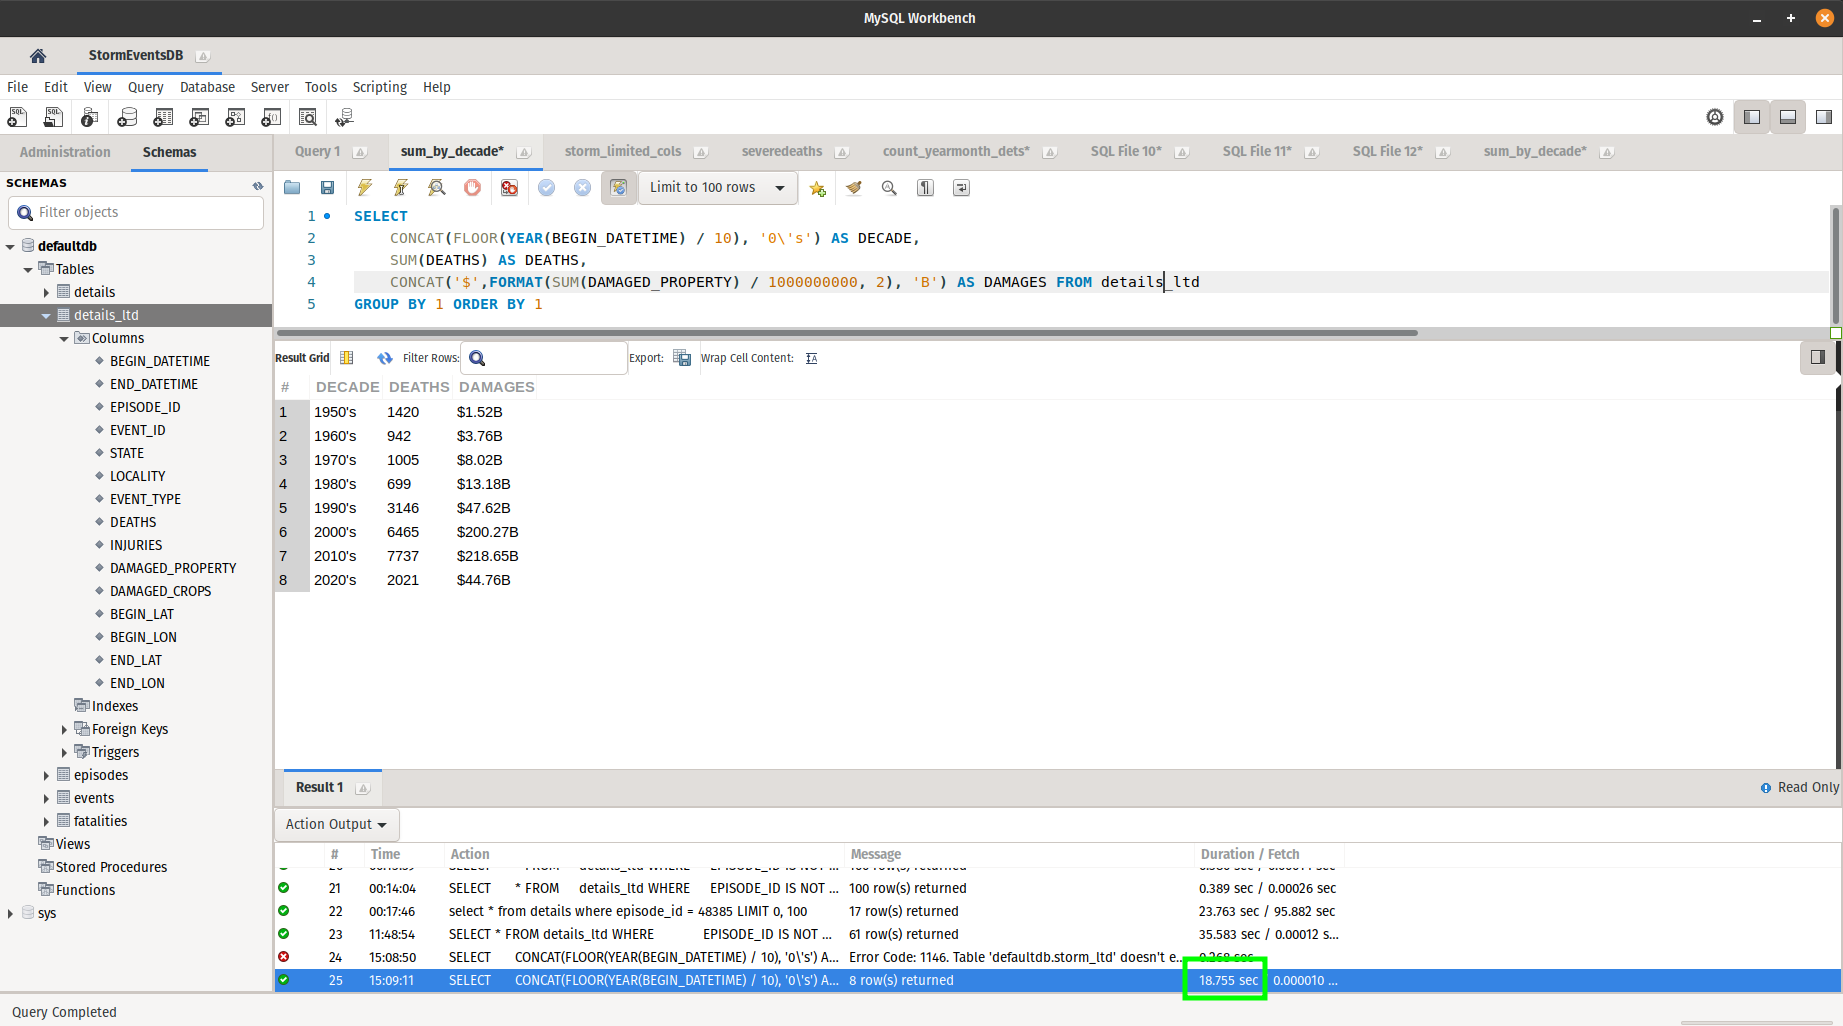 MySQL Workbench
StormEventsDB
File Edit View Query Database Server Tools Scripting Help
Administration Schemas
Query 1 sum_by_decade* storm_limited_cols severedeaths count_yearmonth_dets* SQL File 10* SQL File 11* SQL File 12* sum_by_decade*
SCHEMAS
Filter objects
defaultdb
Tables
details
details_ltd
Columns
BEGIN_DATETIME
END_DATETIME
EPISODE_ID
EVENT_ID
STATE
LOCALITY
EVENT_TYPE
DEATHS
INJURIES
DAMAGED_PROPERTY
DAMAGED_CROPS
BEGIN_LAT
BEGIN_LON
END_LAT
END_LON
Indexes
Foreign Keys
Triggers
episodes
events
fatalities
Views
Stored Procedures
Functions
sys
Limit to 100 rows
1 SELECT
2 CONCAT(FLOOR(YEAR(BEGIN_DATETIME) / 10), '0\'s') AS DECADE,
3 SUM(DEATHS) AS DEATHS,
4 CONCAT('$',FORMAT(SUM(DAMAGED_PROPERTY) / 1000000000, 2), 'B') AS DAMAGES FROM details_ltd
5 GROUP BY 1 ORDER BY 1
Result Grid Filter Rows: Export: Wrap Cell Content:
# DECADE DEATHS DAMAGES
1 1950's 1420 $1.52B
2 1960's 942 $3.76B
3 1970's 1005 $8.02B
4 1980's 699 $13.18B
5 1990's 3146 $47.62B
6 2000's 6465 $200.27B
7 2010's 7737 $218.65B
8 2020's 2021 $44.76B
Result 1 Read Only
Action Output
# Time Action Message Duration / Fetch
21 00:14:04 SELECT * FROM details_ltd WHERE EPISODE_ID IS NOT ... 100 row(s) returned 0.389 sec / 0.00026 sec
22 00:17:46 select * from details where episode_id = 48385 LIMIT 0, 100 17 row(s) returned 23.763 sec / 95.882 sec
23 11:48:54 SELECT * FROM details_ltd WHERE EPISODE_ID IS NOT ... 61 row(s) returned 35.583 sec / 0.00012 s...
24 15:08:50 SELECT CONCAT(FLOOR(YEAR(BEGIN_DATETIME) / 10), '0\'s') A... Error Code: 1146. Table 'defaultdb.storm_ltd' doesn't e... 0.268 sec
25 15:09:11 SELECT CONCAT(FLOOR(YEAR(BEGIN_DATETIME) / 10), '0\'s') A... 8 row(s) returned 18.755 sec 0.000010 ...
Query Completed